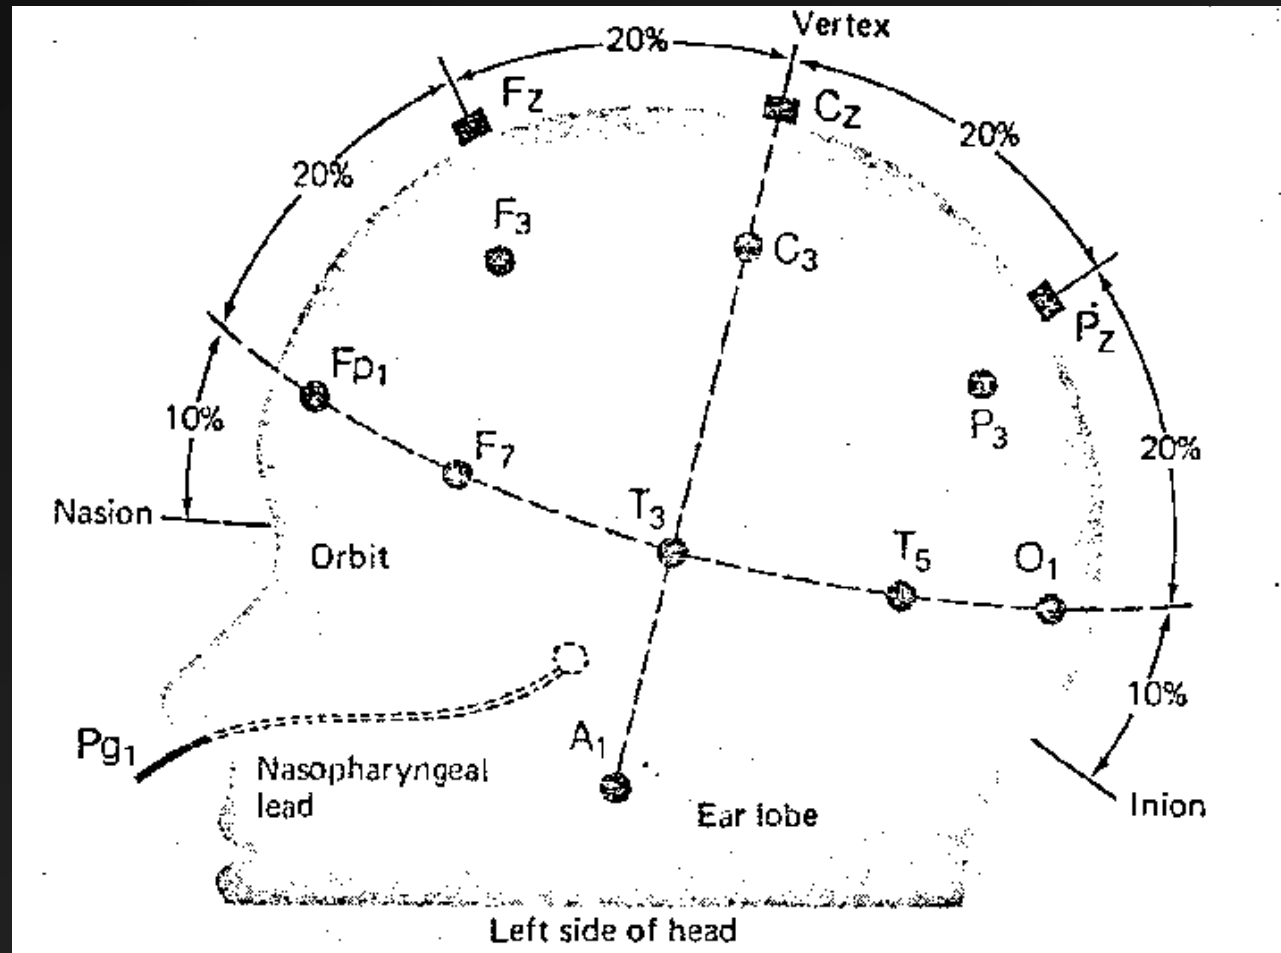 Vertex
20%
Fz
Cz
20%
20%
F3
C3
Pz
Fp1
10%
P3
F7
20%
Nasion
T3
Orbit
T5
O1
10%
A1
Pg1
Nasopharyngeal
lead
Ear lobe
Inion
Left side of head